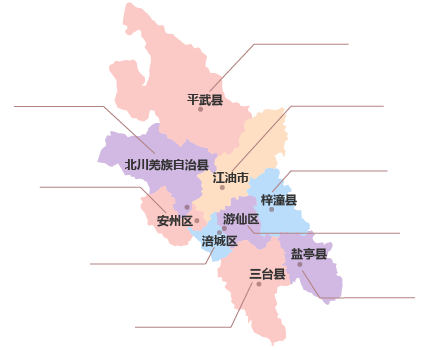 平武县
北川羌族自治县
江油市
梓潼县
安州区
游仙区
涪城区
盐亭县
三台县